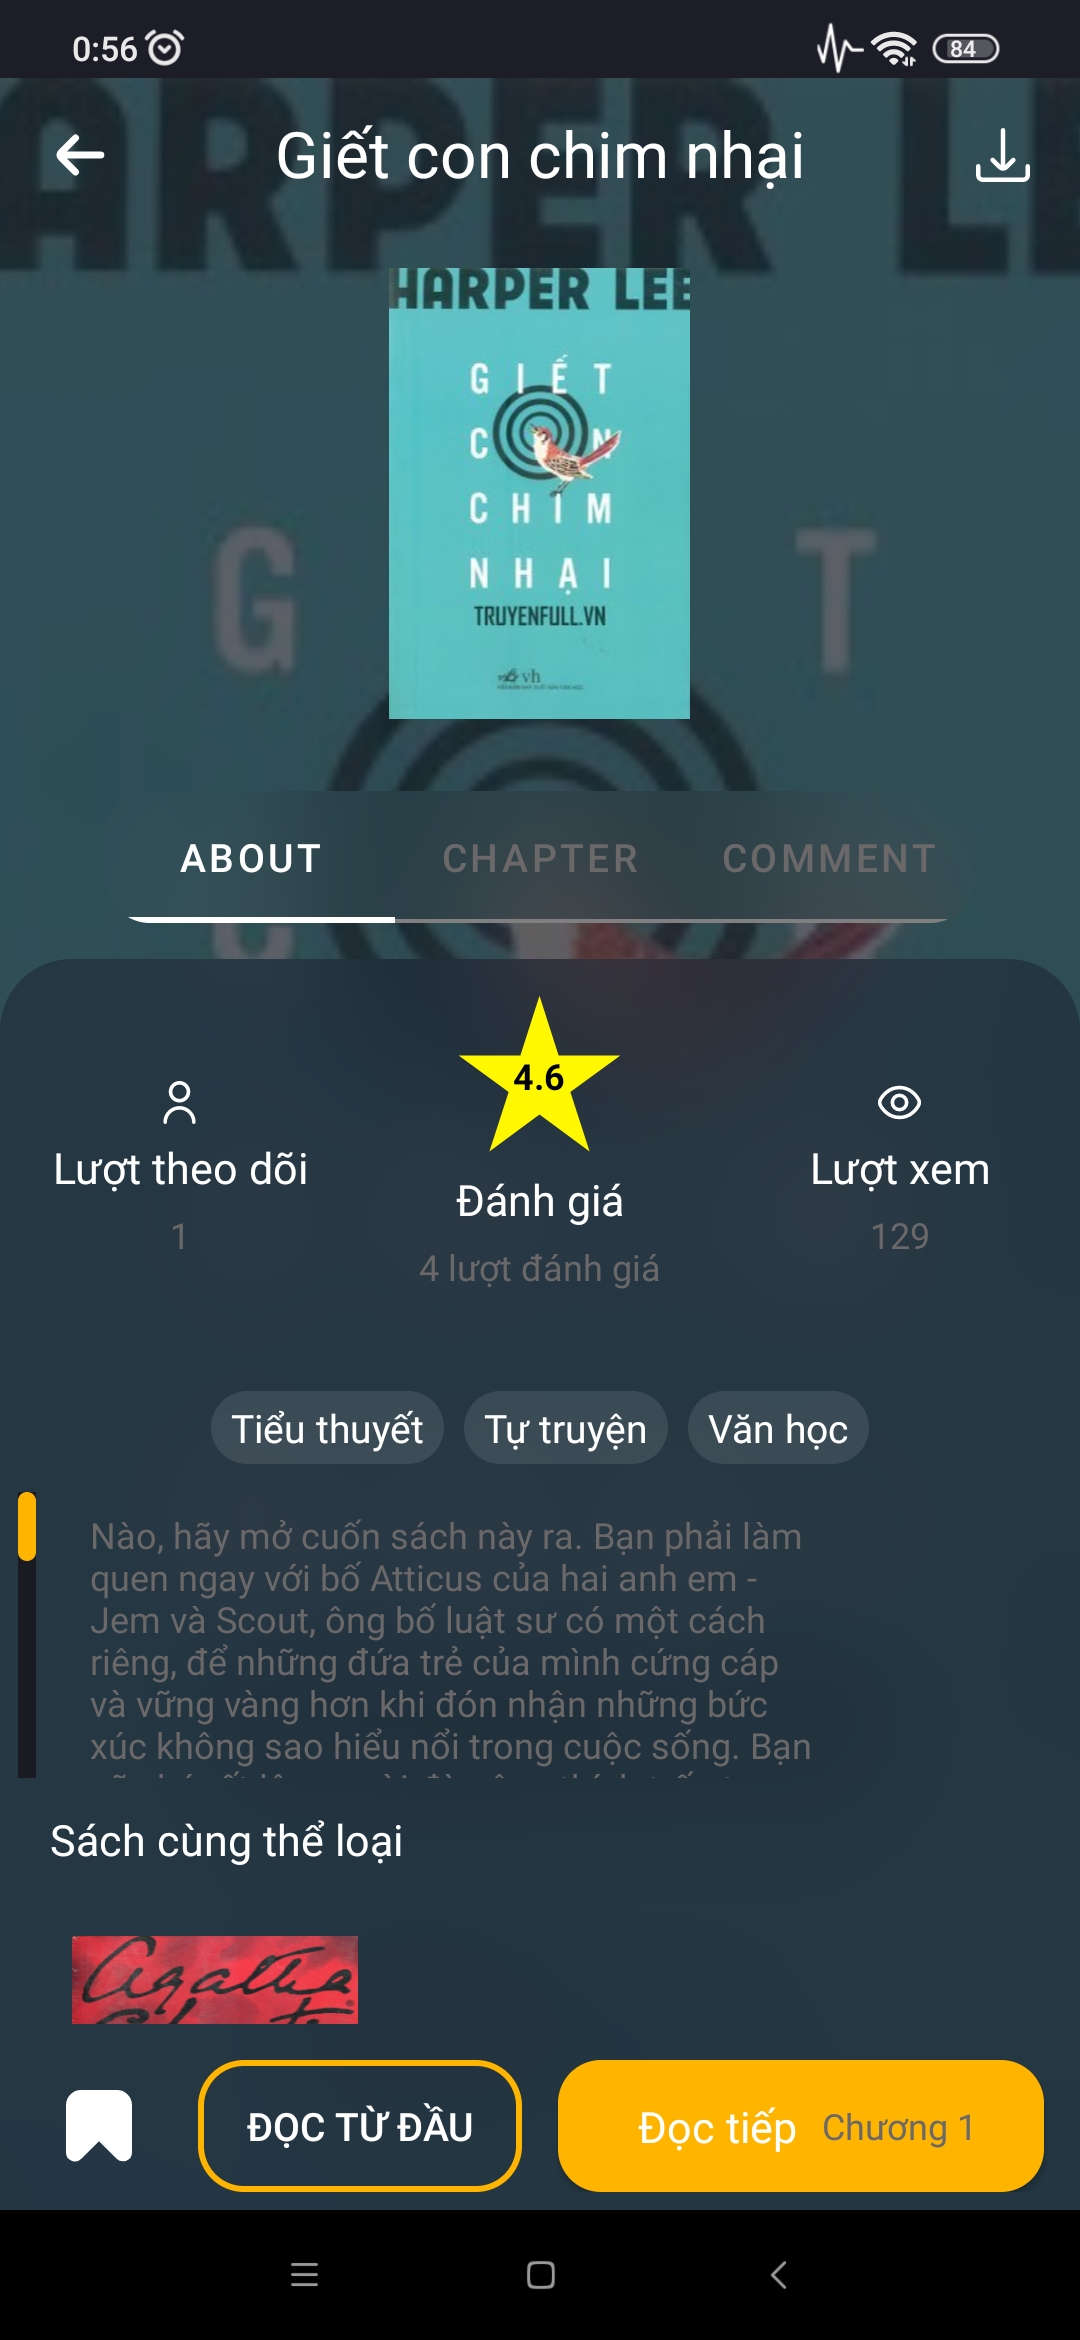 0:56
84
Giết con chim nhại
HARPER LEE
GIẾT
CON
CHIM
NHẠI
TRUYENFULL.VN
vh
ABOUT CHAPTER COMMENT
4.6
Lượt theo dõi
1
Đánh giá
4 lượt đánh giá
Lượt xem
129
Tiểu thuyết Tự truyện Văn học
Nào, hãy mở cuốn sách này ra. Bạn phải làm
quen ngay với bố Atticus của hai anh em -
Jem và Scout, ông bố luật sư có một cách
riêng, để những đứa trẻ của mình cứng cáp
và vững vàng hơn khi đón nhận những bức
xúc không sao hiểu nổi trong cuộc sống. Bạn
Sách cùng thể loại
Agatha
ĐỌC TỪ ĐẦU
Đọc tiếp Chương 1